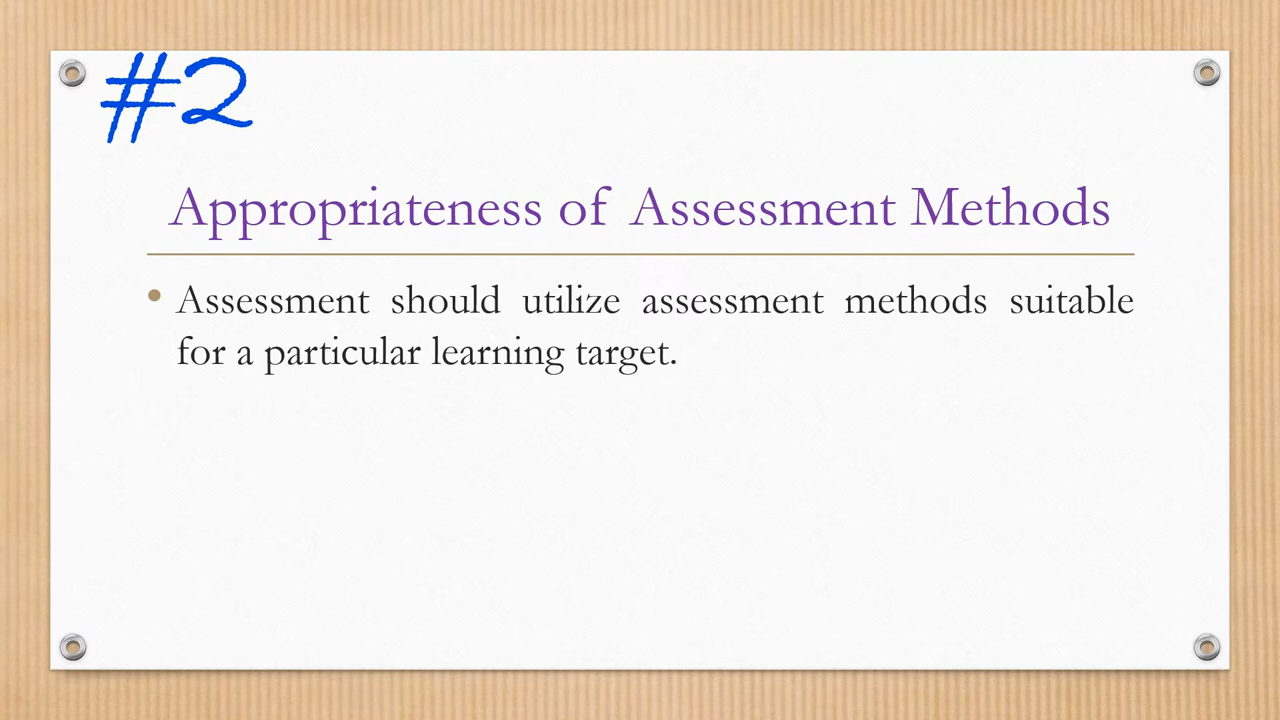 #2
Appropriateness of Assessment Methods
• Assessment should utilize assessment methods suitable
for a particular learning target.